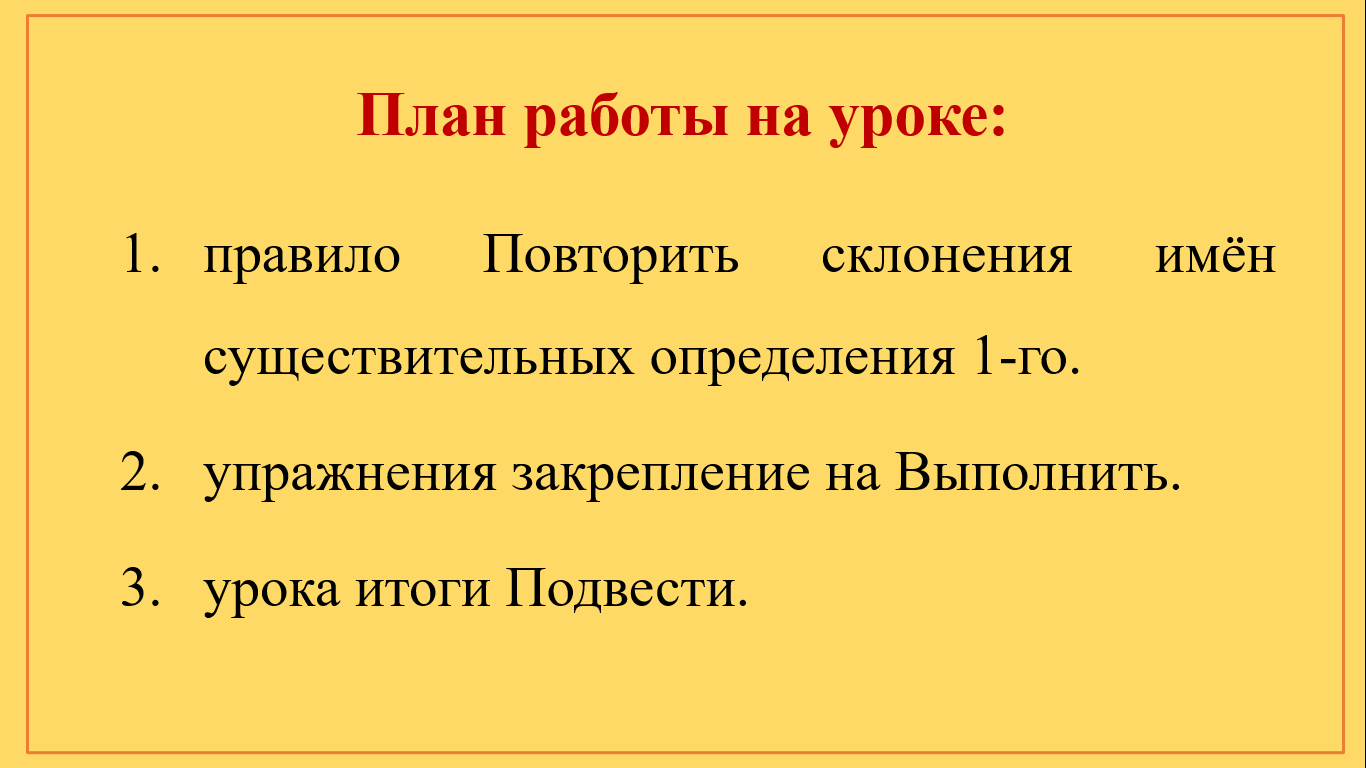 План работы на уроке:
1. правило Повторить склонения имён
существительных определения 1-го.
2. упражнения закрепление на Выполнить.
3. урока итоги Подвести.